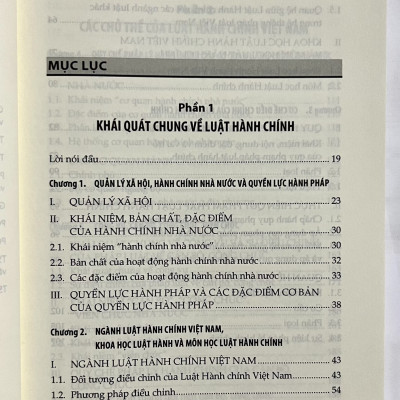 MỤC LỤC
Phần 1
KHÁI QUÁT CHUNG VỀ LUẬT HÀNH CHÍNH
Lời nói đầu 19
Chương 1. QUẢN LÝ XÃ HỘI, HÀNH CHÍNH NHÀ NƯỚC VÀ QUYỀN LỰC HÀNH PHÁP
I. QUẢN LÝ XÃ HỘI 23
II. KHÁI NIỆM, BẢN CHẤT, ĐẶC ĐIỂM
CỦA HÀNH CHÍNH NHÀ NƯỚC 30
2.1. Khái niệm "hành chính nhà nước" 30
2.2. Bản chất của hoạt động hành chính nhà nước 32
2.3. Các đặc điểm của hoạt động hành chính nhà nước 33
III. QUYỀN LỰC HÀNH PHÁP VÀ CÁC ĐẶC ĐIỂM CƠ BẢN
CỦA QUYỀN LỰC HÀNH PHÁP 38
Chương 2. NGÀNH LUẬT HÀNH CHÍNH VIỆT NAM,
KHOA HỌC LUẬT HÀNH VÀ MÔN HỌC LUẬT HÀNH CHÍNH
I. NGÀNH LUẬT HÀNH CHÍNH VIỆT NAM 43
1.1. Đối tượng điều chỉnh của Luật Hành chính Việt Nam 43
1.2. Phương pháp điều chỉnh 54